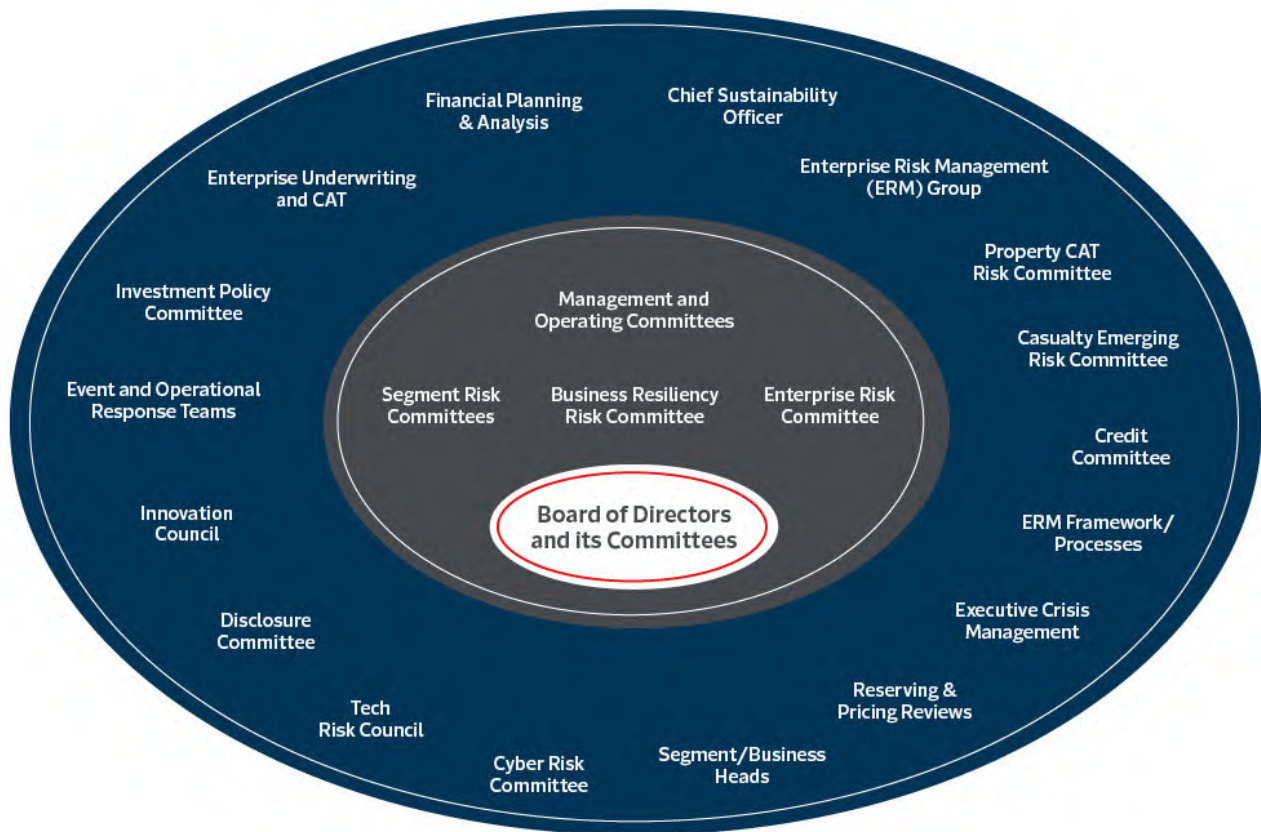 Financial Planning
& Analysis
Chief Sustainability
Officer
Enterprise Underwriting
and CAT
Enterprise Risk Management
(ERM) Group
Property CAT
Risk Committee
Investment Policy
Committee
Management and
Operating Committees
Casualty Emerging
Risk Committee
Event and Operational
Response Teams
Segment Risk
Committees
Business Resiliency
Risk Committee
Enterprise Risk
Committee
Credit
Committee
Innovation
Council
Board of Directors
and its Committees
ERM Framework/
Processes
Disclosure
Committee
Executive Crisis
Management
Tech
Risk Council
Reserving &
Pricing Reviews
Cyber Risk
Committee
Segment/Business
Heads